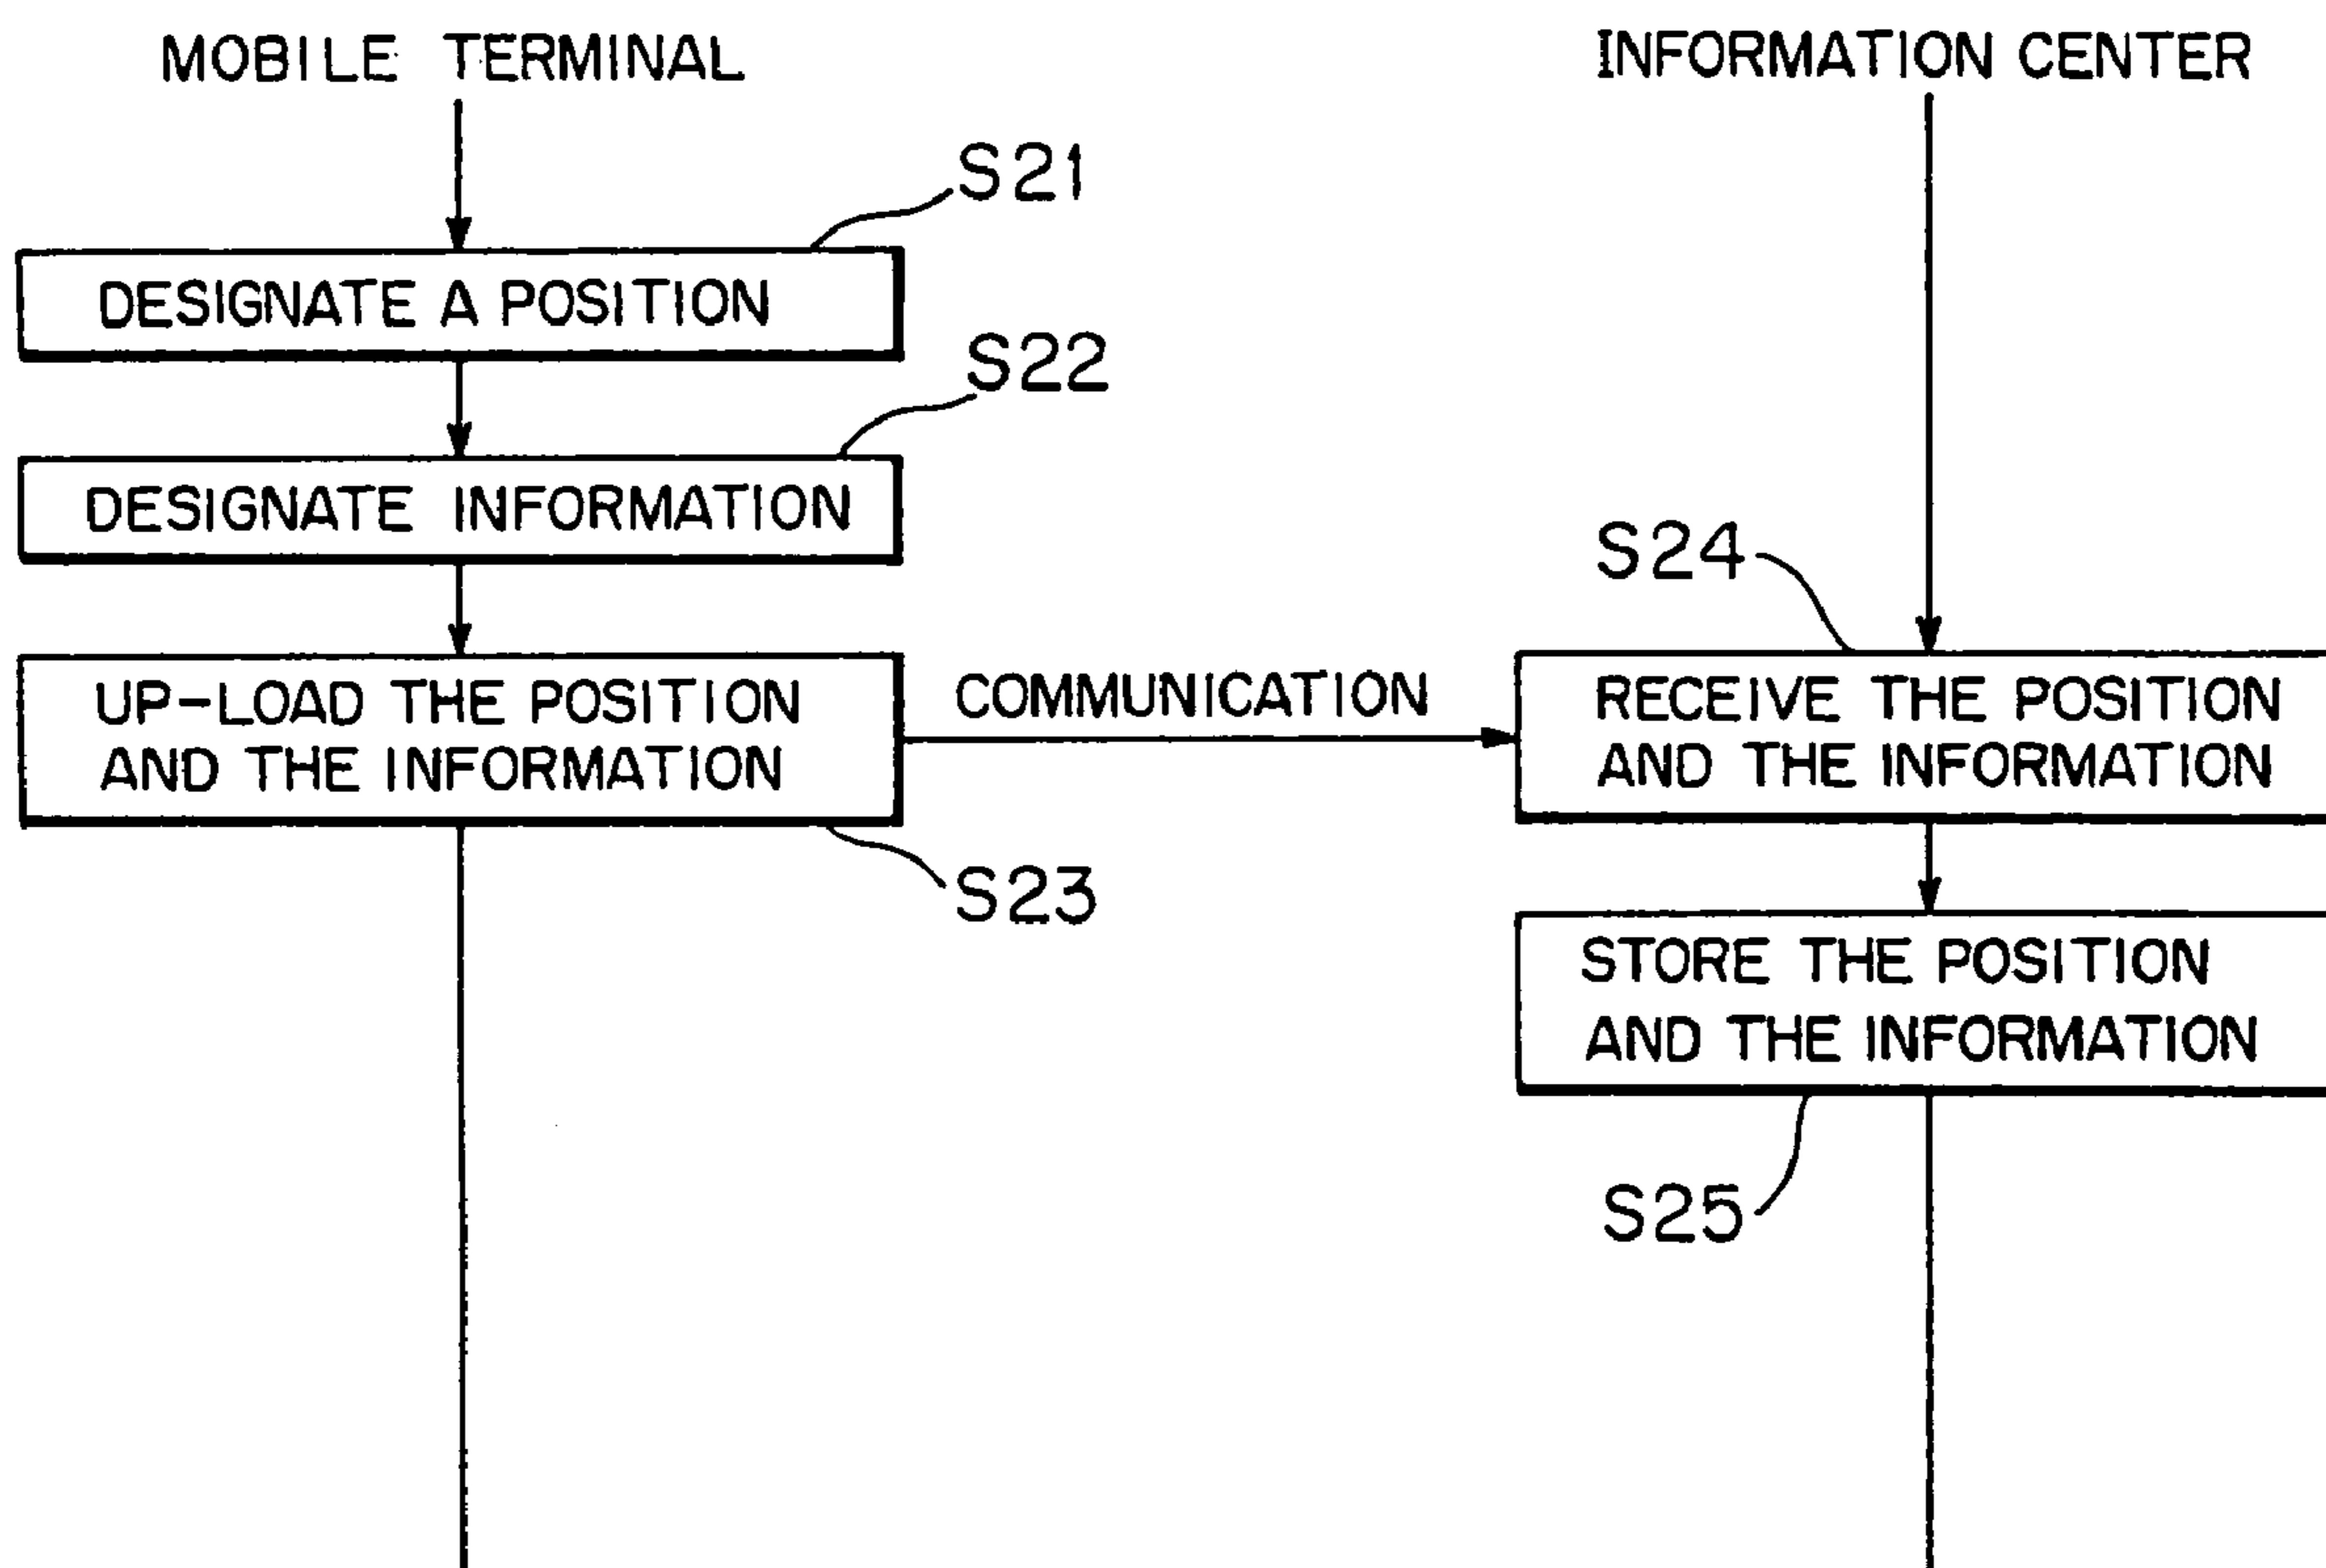 MOBILE TERMINAL
INFORMATION CENTER
S21
DESIGNATE A POSITION
S22
DESIGNATE INFORMATION
S24
UP-LOAD THE POSITION
AND THE INFORMATION
COMMUNICATION
RECEIVE THE POSITION
AND THE INFORMATION
S23
STORE THE POSITION
AND THE INFORMATION
S25